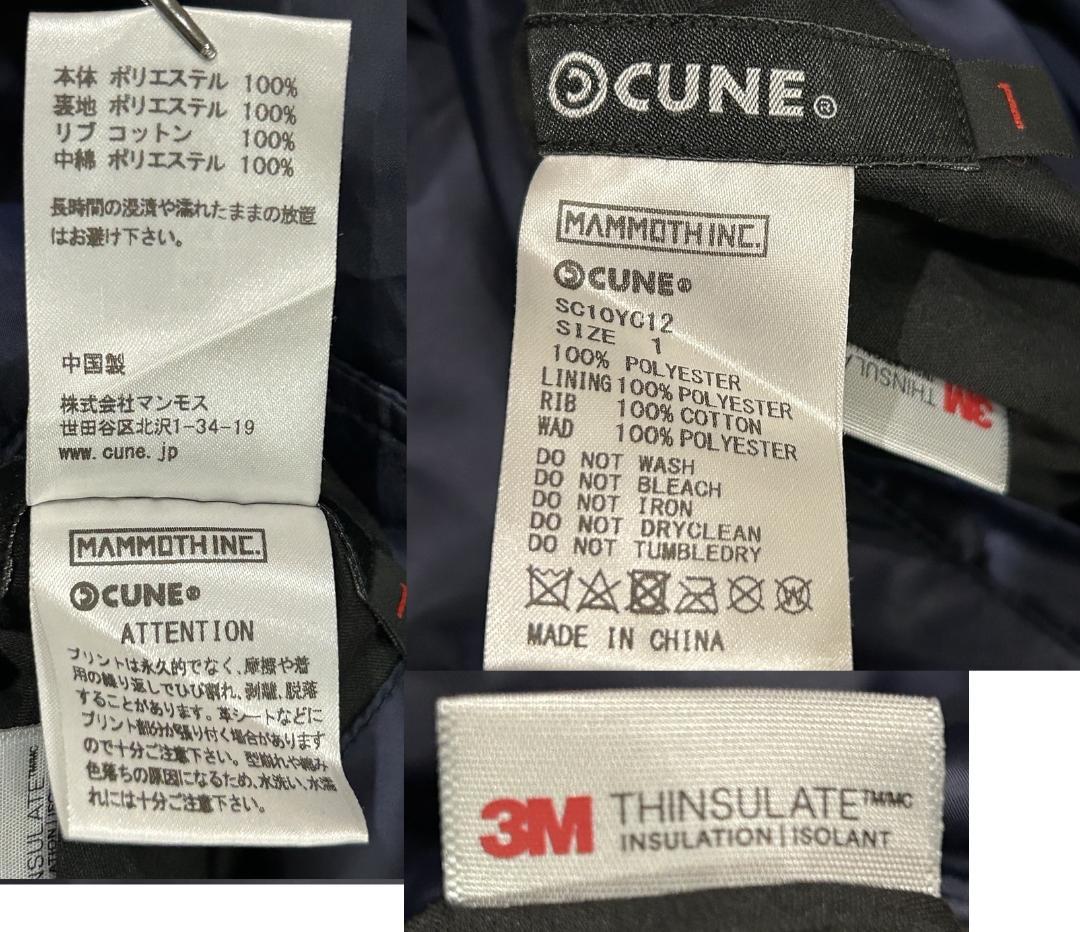 本体 ポリエステル 100%
裏地 ポリエステル 100%
リブ コットン 100%
中綿 ポリエステル 100%
長時間の浸漬や濡れたままの放置
はお避け下さい。
中国製
株式会社マンモス
世田谷区北沢1-34-19
www.cune.jp
MAMMOTH INC.
CUNE®
ATTENTION
プリントは永久的でなく、摩擦や着
用の繰り返しでひび割れ、剥離、脱落
することがあります。革シートなどに
プリント部分が張り付く場合があります
ので十分ご注意下さい。型崩れや縮み
色落ちの原因になるため、水洗い、水濡
れには十分ご注意下さい。
NSULATE™/MC
CUNE®
1
MAMMOTH INC.
CUNE®
SC10YC12
SIZE 1
100% POLYESTER
LINING 100% POLYESTER
RIB 100% COTTON
WAD 100% POLYESTER
DO NOT WASH
DO NOT BLEACH
DO NOT IRON
DO NOT DRYCLEAN
DO NOT TUMBLEDRY
W
MADE IN CHINA
3M THINSULA
3M THINSULATE™/MC
INSULATION | ISOLANT